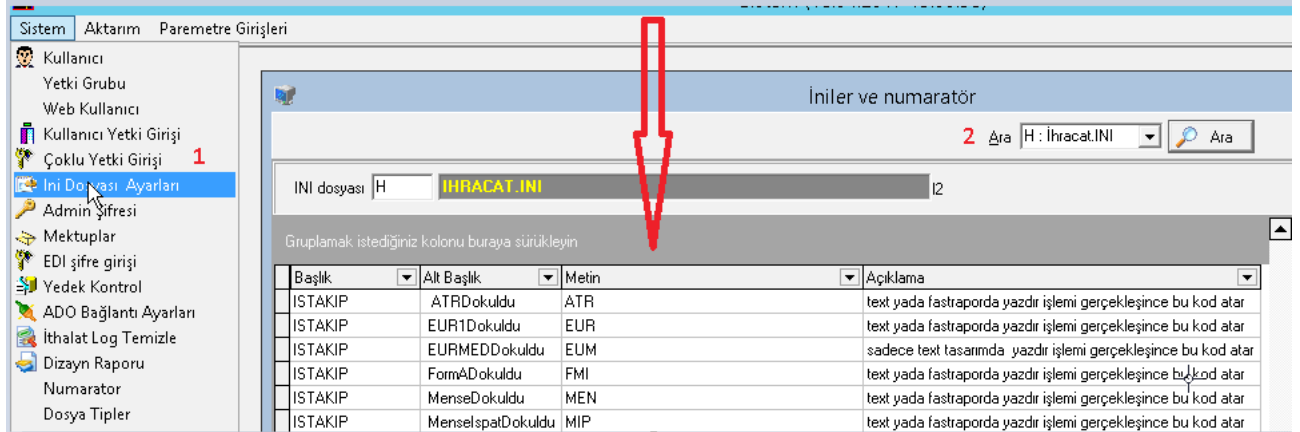 Sistem Aktarım Paremetre Girişleri
Kullanıcı
Yetki Grubu
Web Kullanıcı
Kullanıcı Yetki Girişi
Çoklu Yetki Girişi 1
Ini Dosyası Ayarları
Admin Şifresi
Mektuplar
EDI şifre girişi
Yedek Kontrol
ADO Bağlantı Ayarları
İthalat Log Temizle
Dizayn Raporu
Numarator
Dosya Tipler
İniler ve numaratör
2 Ara H : İhracat.INI Ara
INI dosyası H IHRACAT.INI I2
Gruplamak istediğiniz kolonu buraya sürükleyin
Başlık Alt Başlık Metin Açıklama
ISTAKIP ATRDokuldu ATR text yada fastraporda yazdır işlemi gerçekleşince bu kod atar
ISTAKIP EUR1Dokuldu EUR text yada fastraporda yazdır işlemi gerçekleşince bu kod atar
ISTAKIP EURMEDDokuldu EUM sadece text tasarımda yazdır işlemi gerçekleşince bu kod atar
ISTAKIP FormADokuldu FMI text yada fastraporda yazdır işlemi gerçekleşince bu kod atar
ISTAKIP MenseDokuldu MEN text yada fastraporda yazdır işlemi gerçekleşince bu kod atar
ISTAKIP MenseIspatDokuldu MIP text yada fastraporda yazdır işlemi gerçekleşince bu kod atar